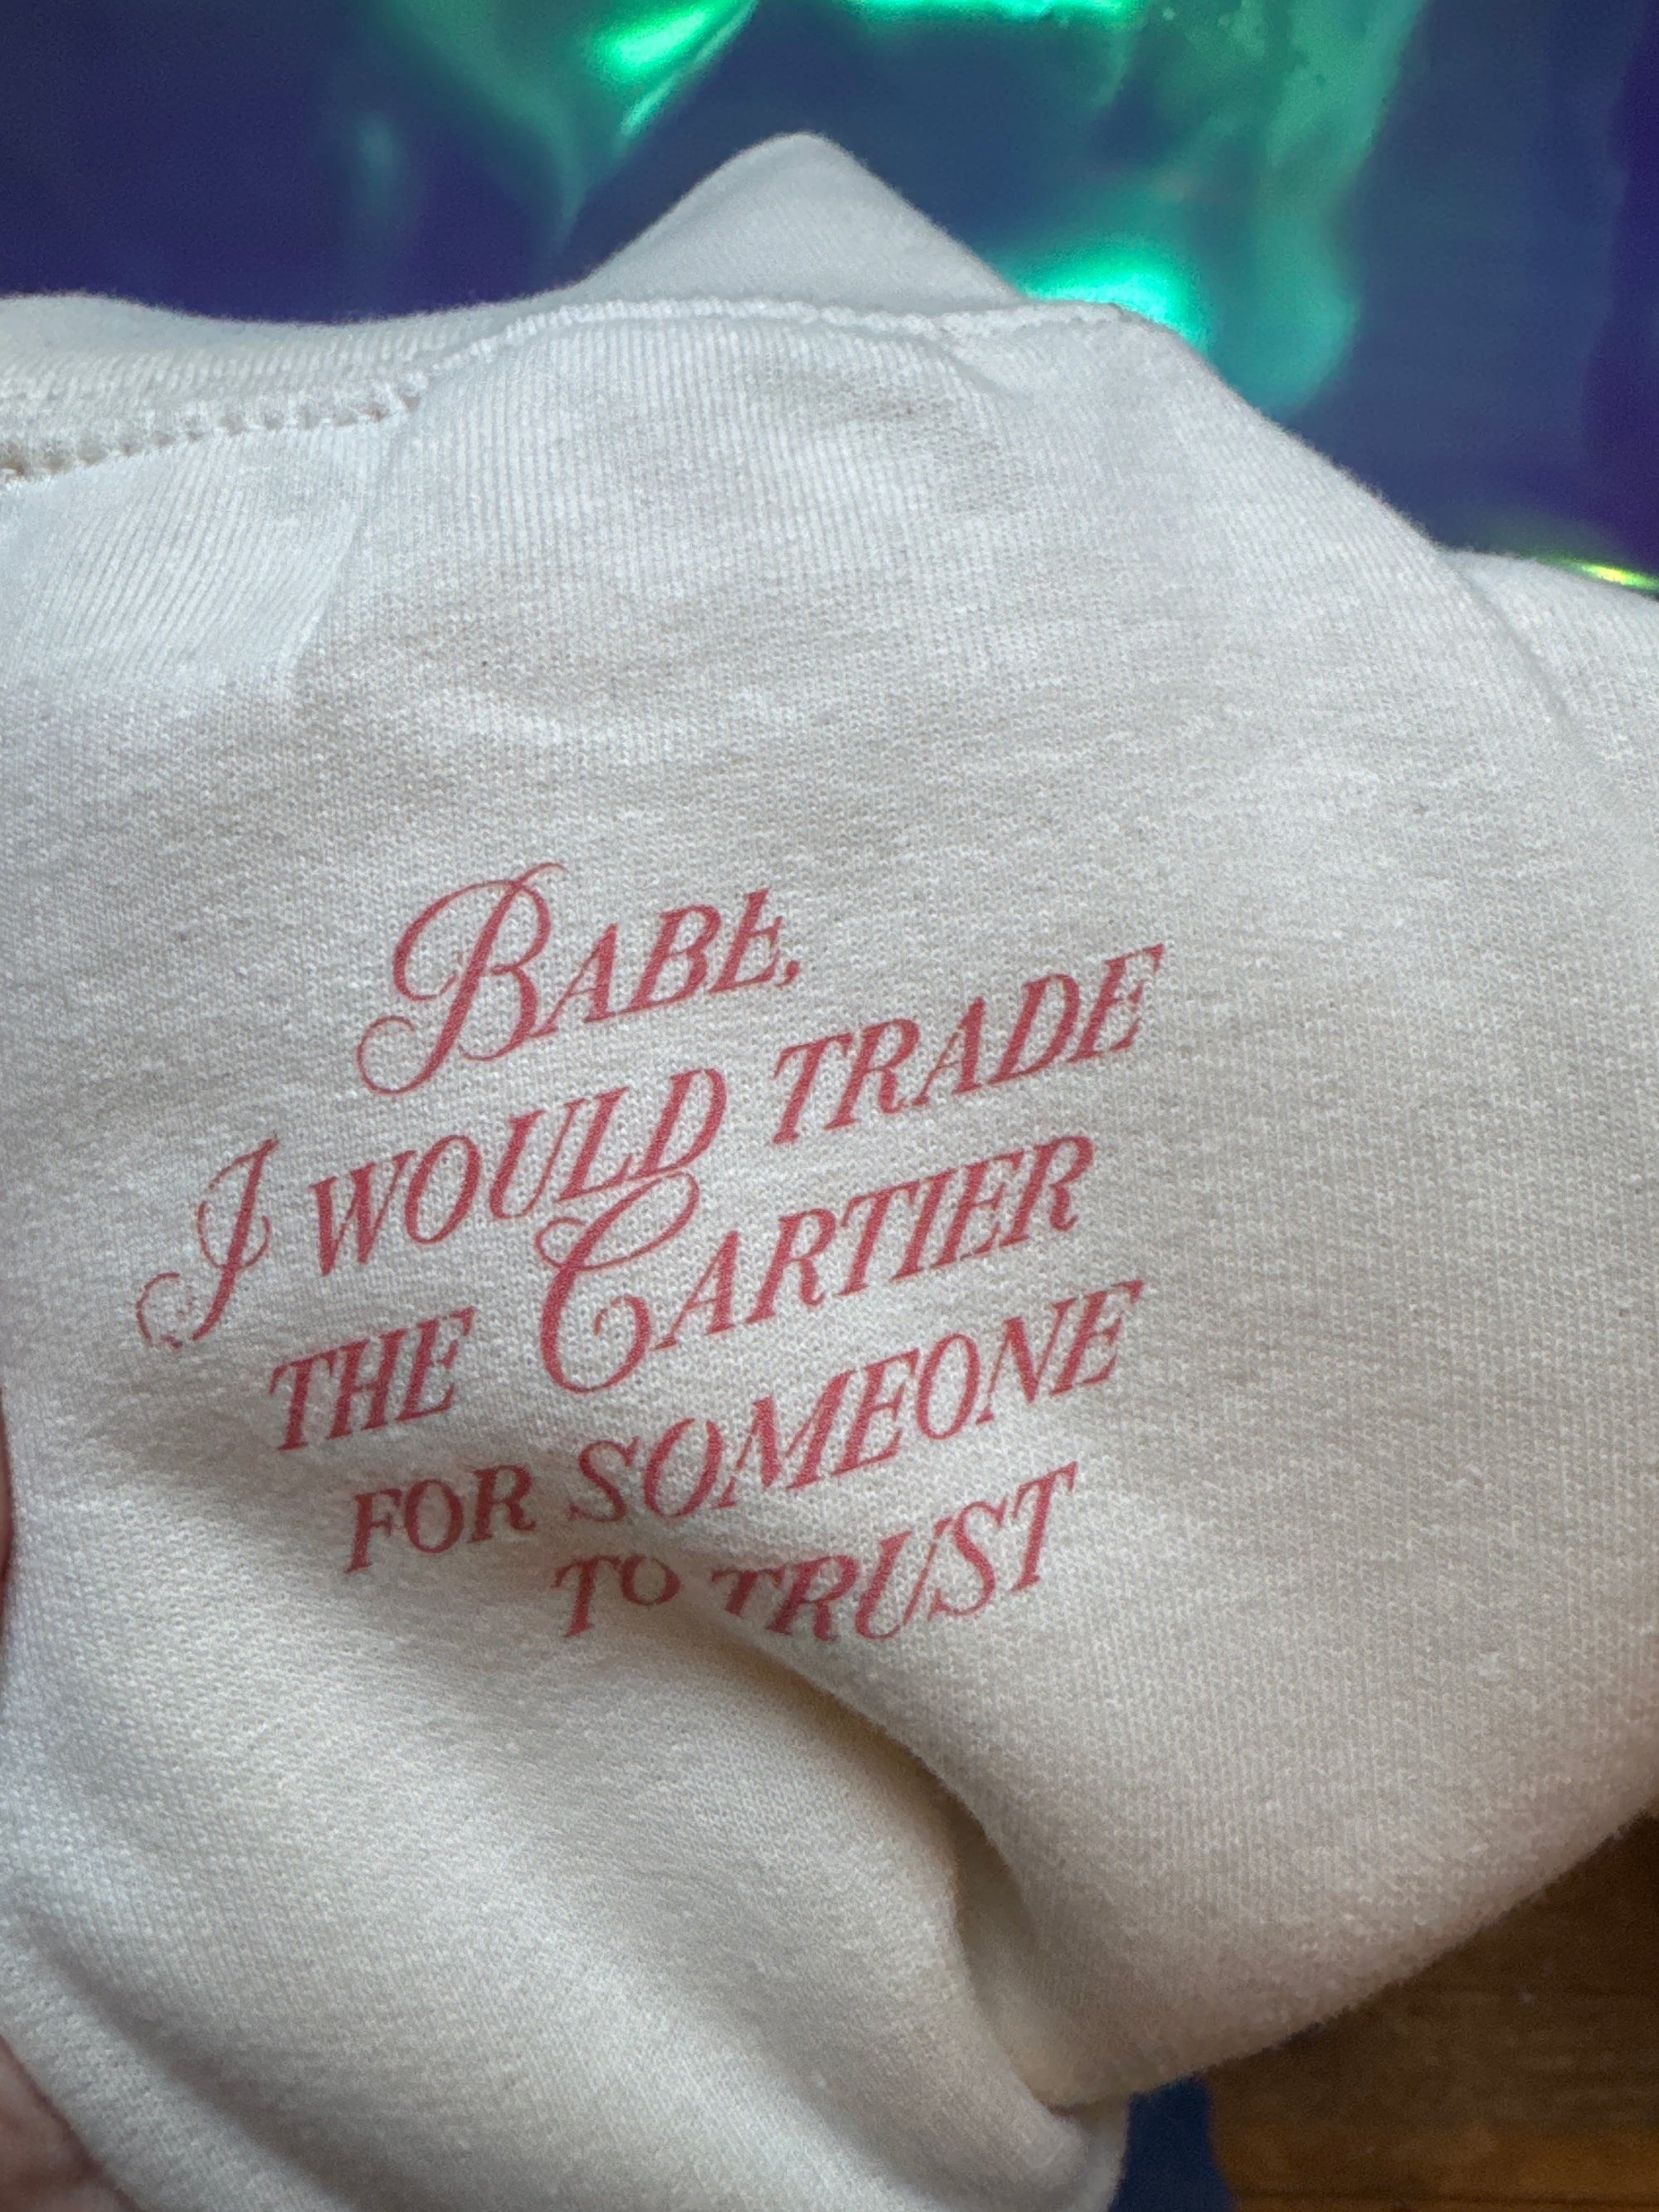 BABE,
I WOULD TRADE
THE CARTIER
FOR SOMEONE
TO TRUST